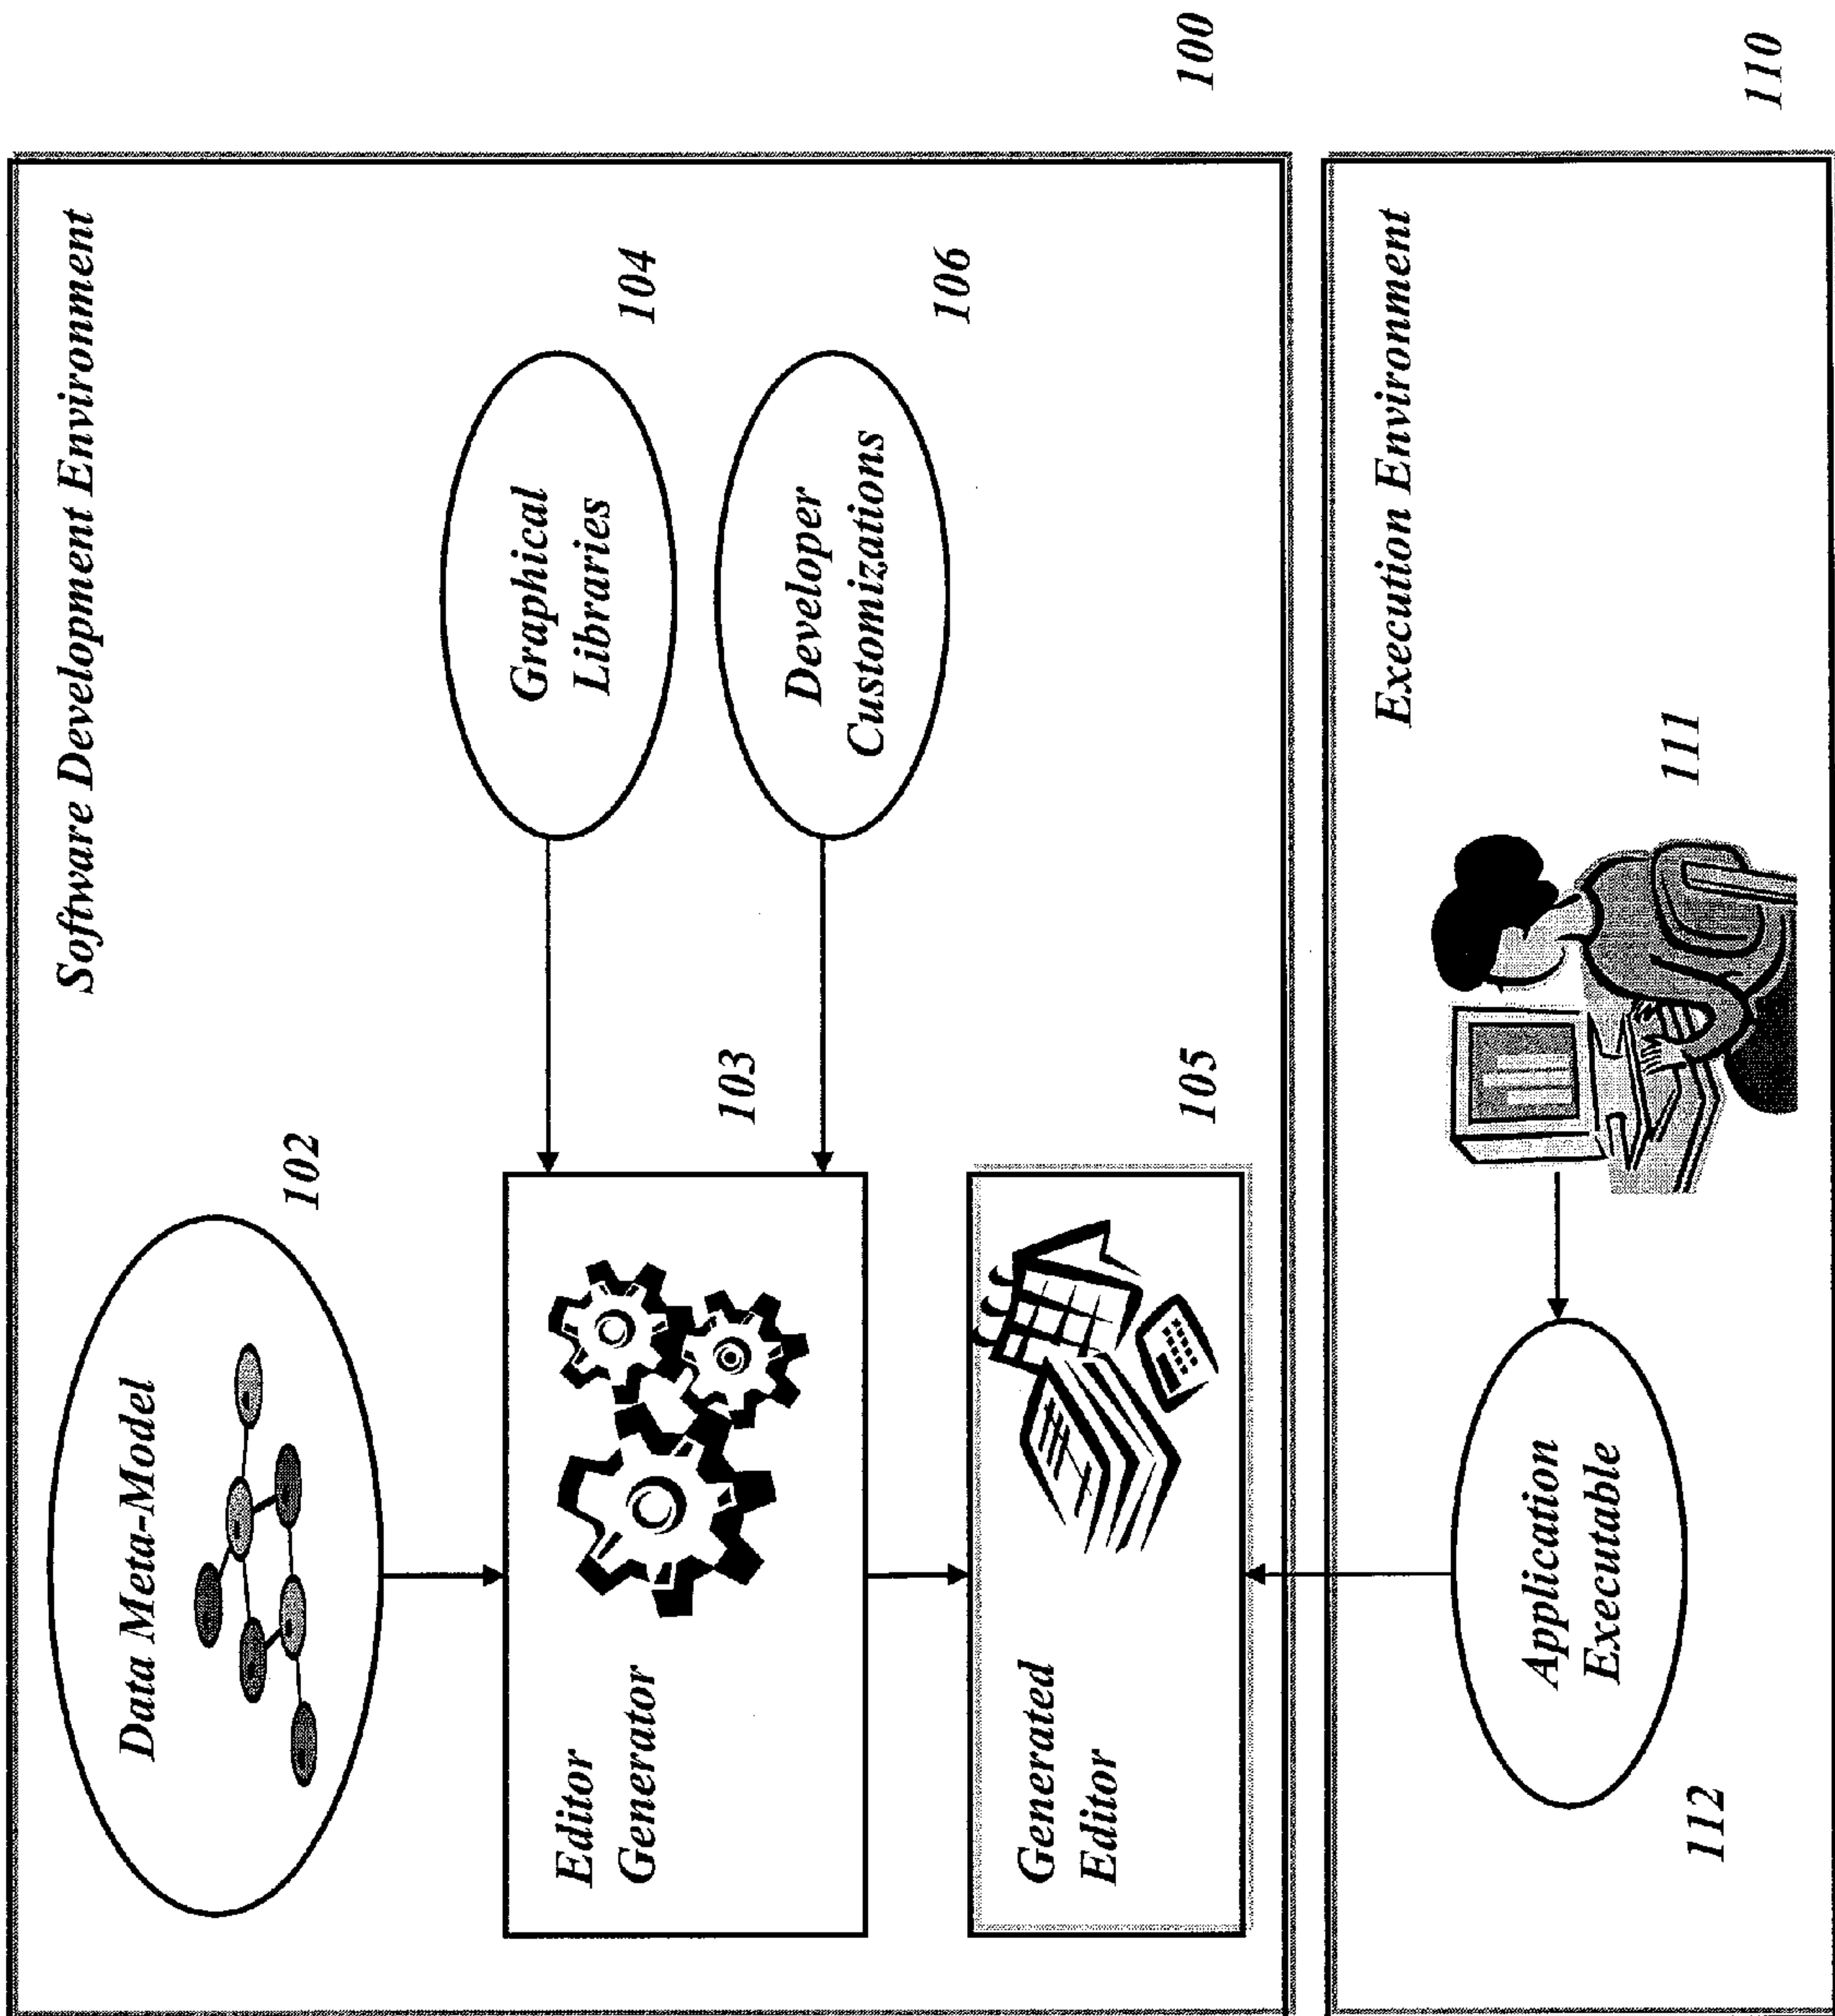 Software Development Environment
Data Meta-Model
102
Editor
Generator
103
Graphical
Libraries
104
Developer
Customizations
106
Generated
Editor
105
100
Execution Environment
Application
Executable
112
111
110